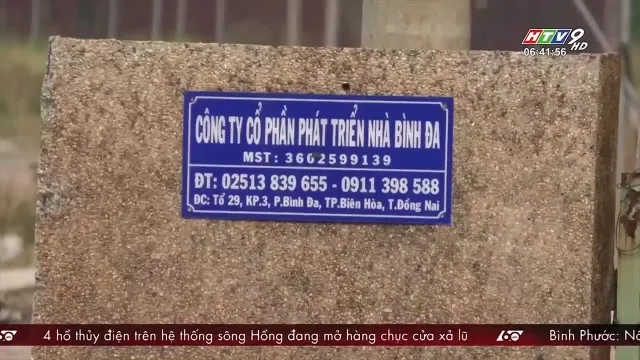 HTV9 HD
06:41:56
CÔNG TY CỔ PHẦN PHÁT TRIỂN NHÀ BÌNH ĐA
MST: 3602599139
ĐT: 02513 839 655 - 0911 398 588
ĐC: Tổ 29, KP.3, P.Bình Đa, TP.Biên Hòa, T.Đồng Nai
4 hồ thủy điện trên hệ thống sông Hồng đang mở hàng chục cửa xả lũ 60 Bình Phước: